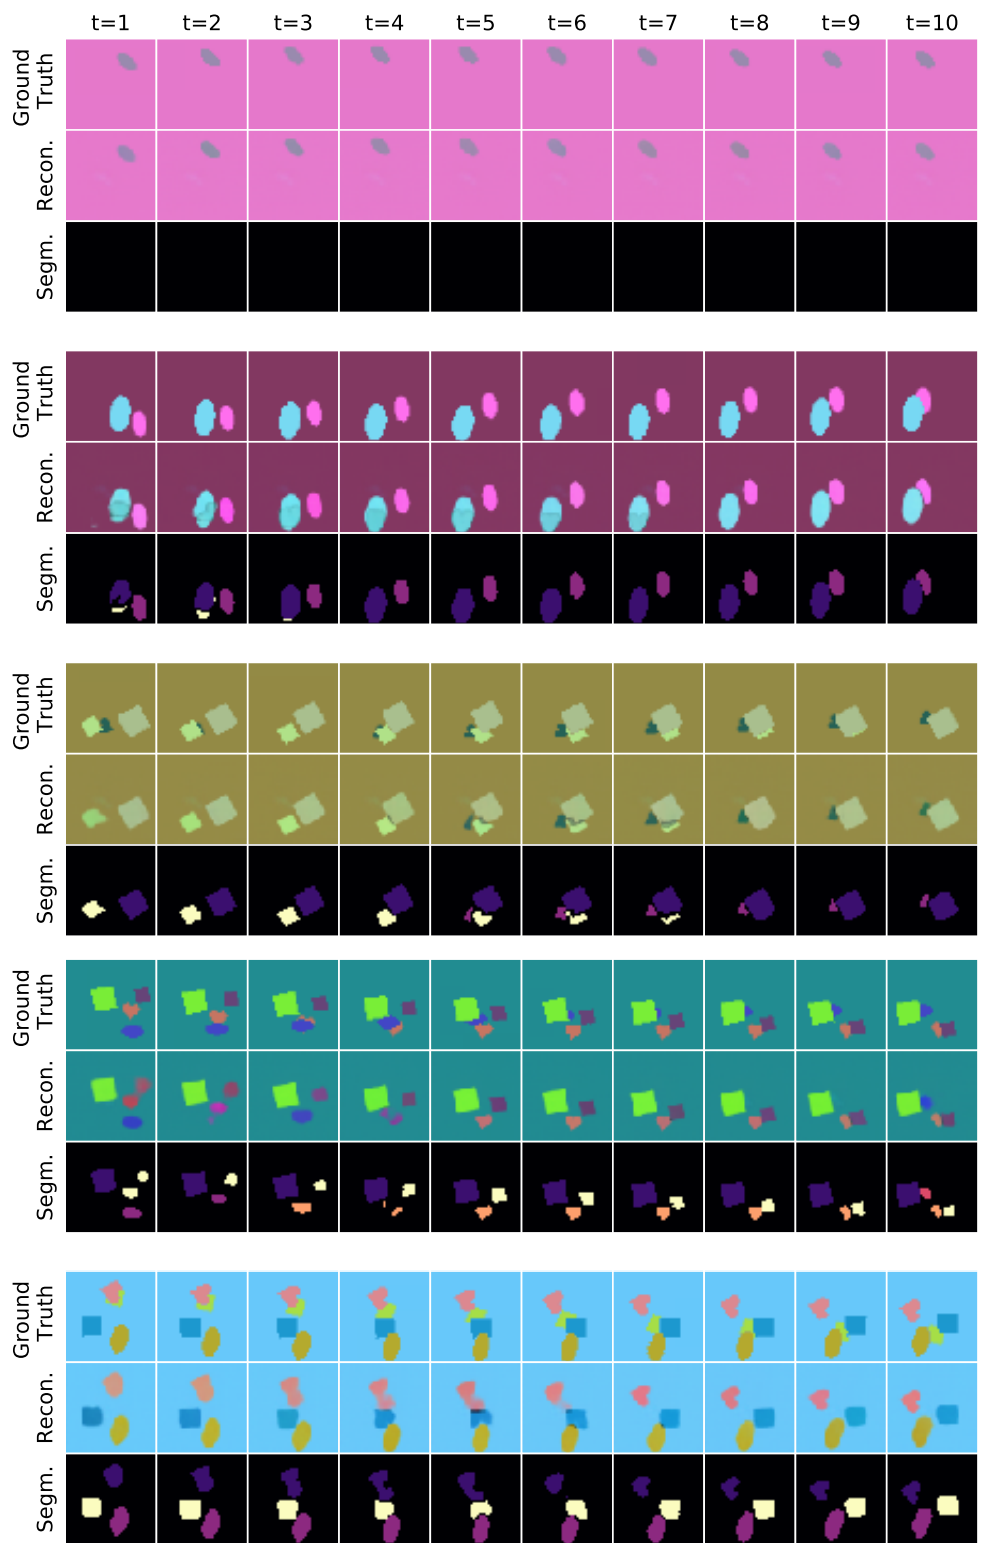 t=1 t=2 t=3 t=4 t=5 t=6 t=7 t=8 t=9 t=10
Ground
Truth
Recon.
Segm.
Ground
Truth
Recon.
Segm.
Ground
Truth
Recon.
Segm.
Ground
Truth
Recon.
Segm.
Ground
Truth
Recon.
Segm.